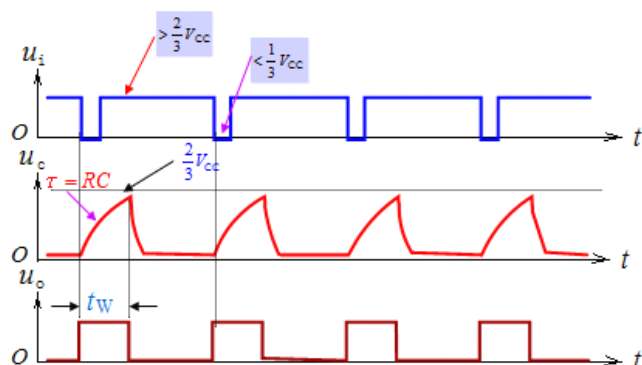 > 2/3 V_CC
u_i
< 1/3 V_CC
O
t
u_c
2/3 V_CC
τ = RC
O
t
u_o
t_W
O
t